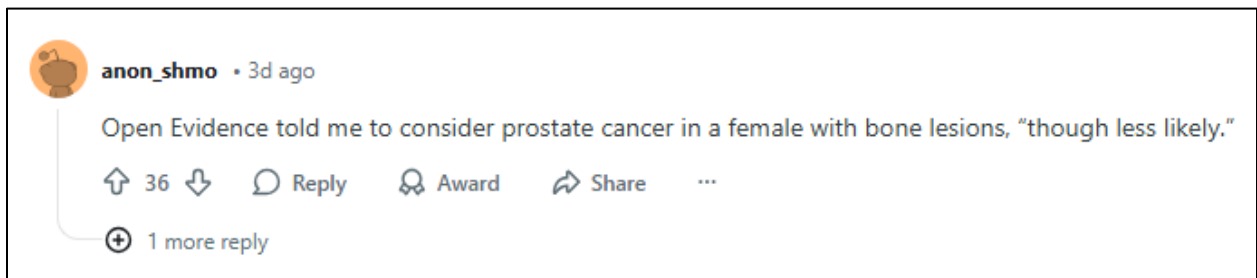 anon_shmo • 3d ago
Open Evidence told me to consider prostate cancer in a female with bone lesions, “though less likely.”
36 Reply Award Share ···
1 more reply